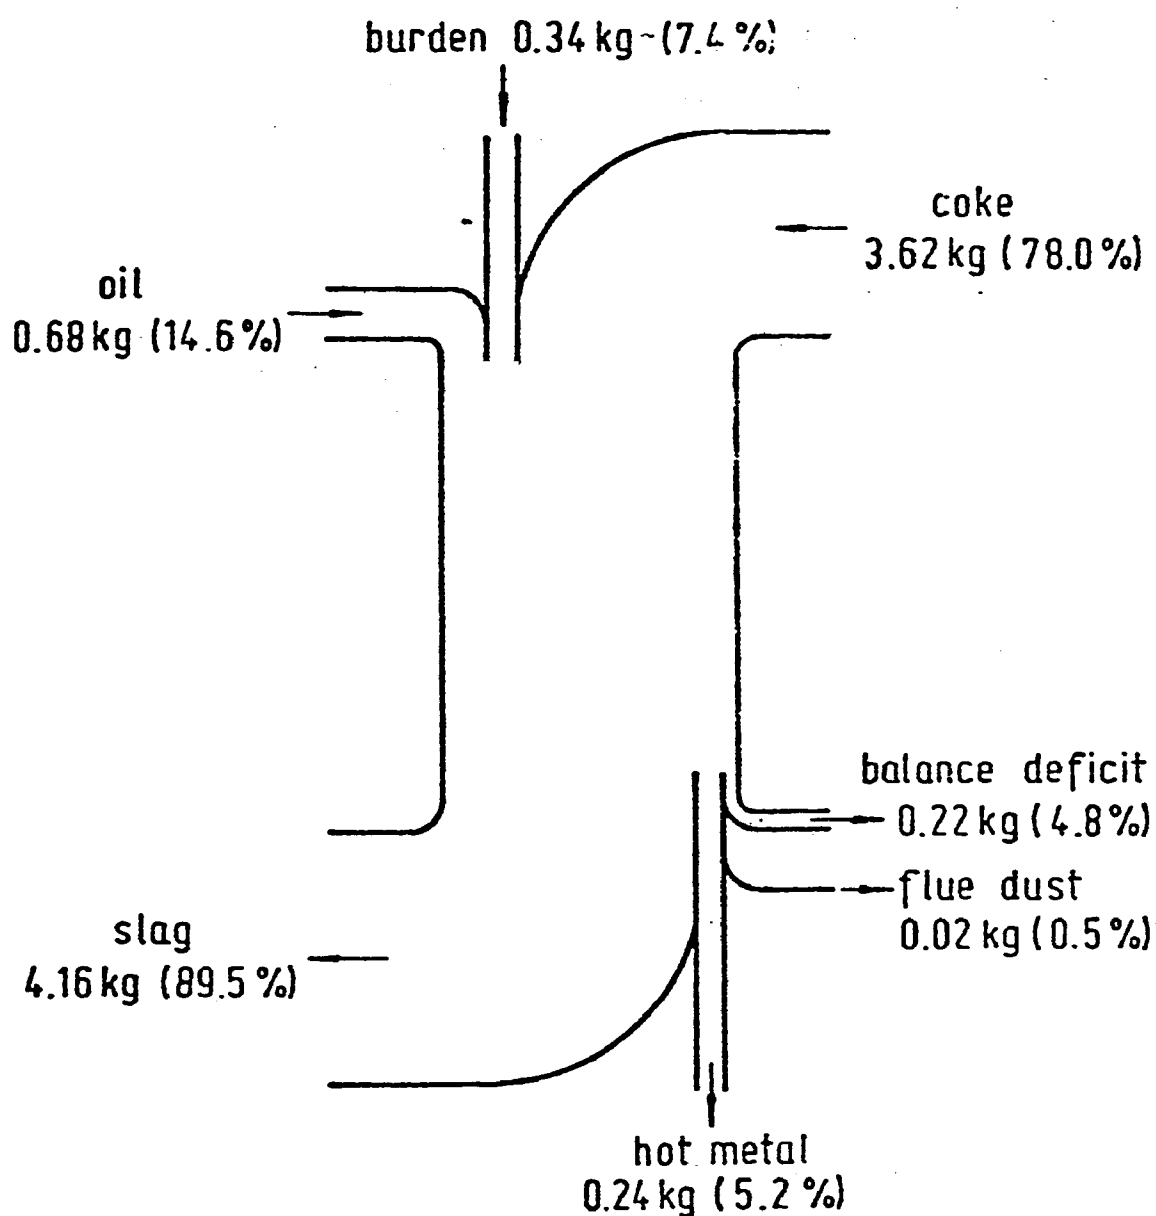 burden 0.34 kg (7.4 %)
coke
3.62 kg (78.0 %)
oil
0.68 kg (14.6 %)
balance deficit
0.22 kg (4.8 %)
flue dust
0.02 kg (0.5 %)
slag
4.16 kg (89.5 %)
hot metal
0.24 kg (5.2 %)